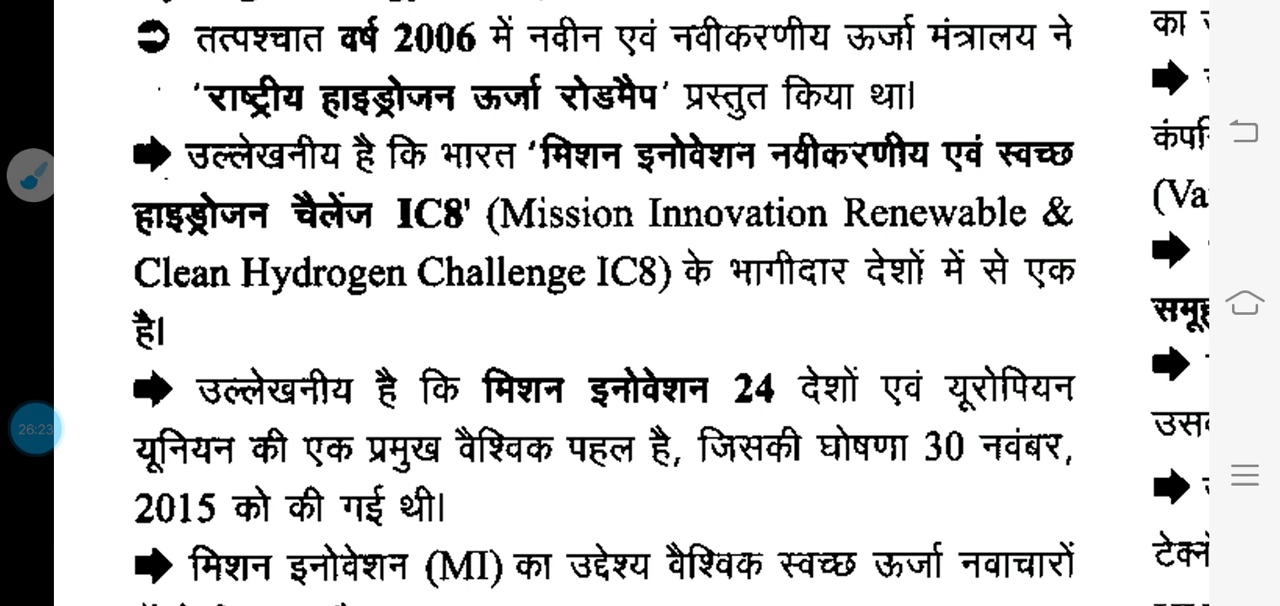 तत्पश्चात वर्ष 2006 में नवीन एवं नवीकरणीय ऊर्जा मंत्रालय ने
'राष्ट्रीय हाइड्रोजन ऊर्जा रोडमैप' प्रस्तुत किया था।
उल्लेखनीय है कि भारत 'मिशन इनोवेशन नवीकरणीय एवं स्वच्छ
हाइड्रोजन चैलेंज IC8' (Mission Innovation Renewable &
Clean Hydrogen Challenge IC8) के भागीदार देशों में से एक
है।
उल्लेखनीय है कि मिशन इनोवेशन 24 देशों एवं यूरोपियन
यूनियन की एक प्रमुख वैश्विक पहल है, जिसकी घोषणा 30 नवंबर,
2015 को की गई थी।
मिशन इनोवेशन (MI) का उद्देश्य वैश्विक स्वच्छ ऊर्जा नवाचारों
का
(Va
समूह
26:23